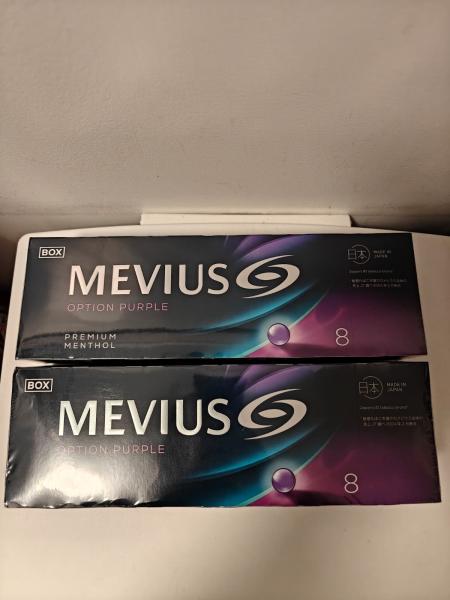 BOX
MEVIUS
OPTION PURPLE
PREMIUM
MENTHOL
日本
MADE IN
JAPAN
8
BOX
MEVIUS
OPTION PURPLE
日本
MADE IN
JAPAN
8